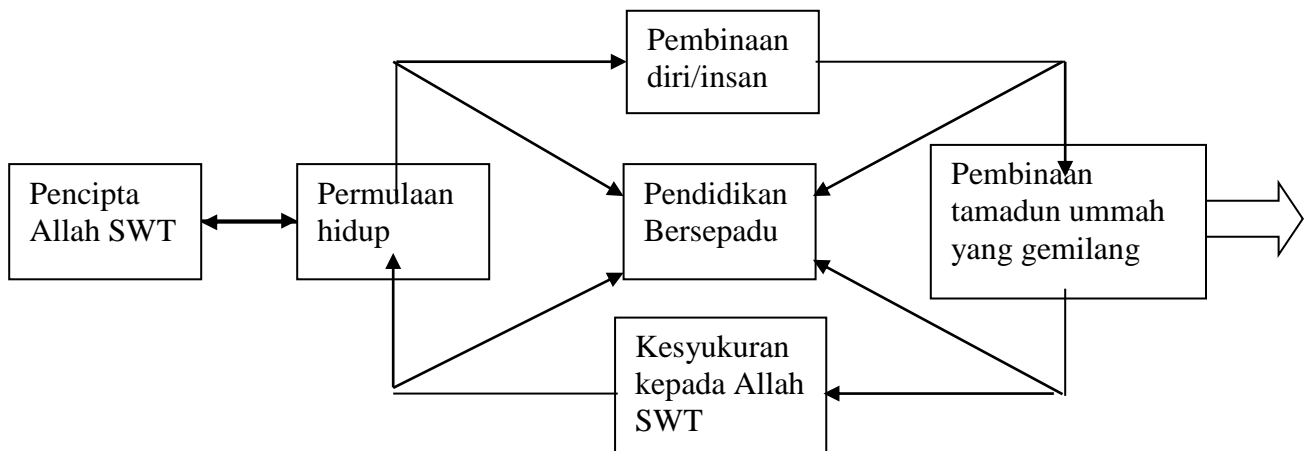 Pembinaan
diri/insan
Pencipta
Allah SWT
Permulaan
hidup
Pendidikan
Bersepadu
Pembinaan
tamadun ummah
yang gemilang
Kesyukuran
kepada Allah
SWT